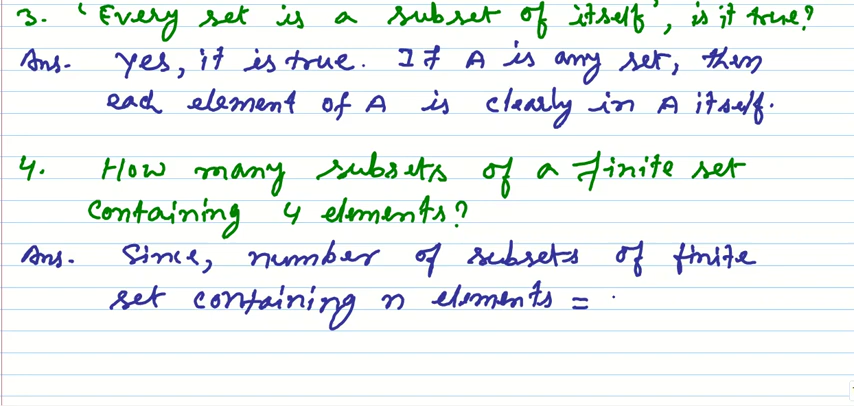 3. 'Every set is a subset of itself', is it true?
Ans. Yes, it is true. If A is any set, then
each element of A is clearly in A itself.
4. How many subsets of a finite set
containing 4 elements?
Ans. Since, number of subsets of finite
set containing n elements =